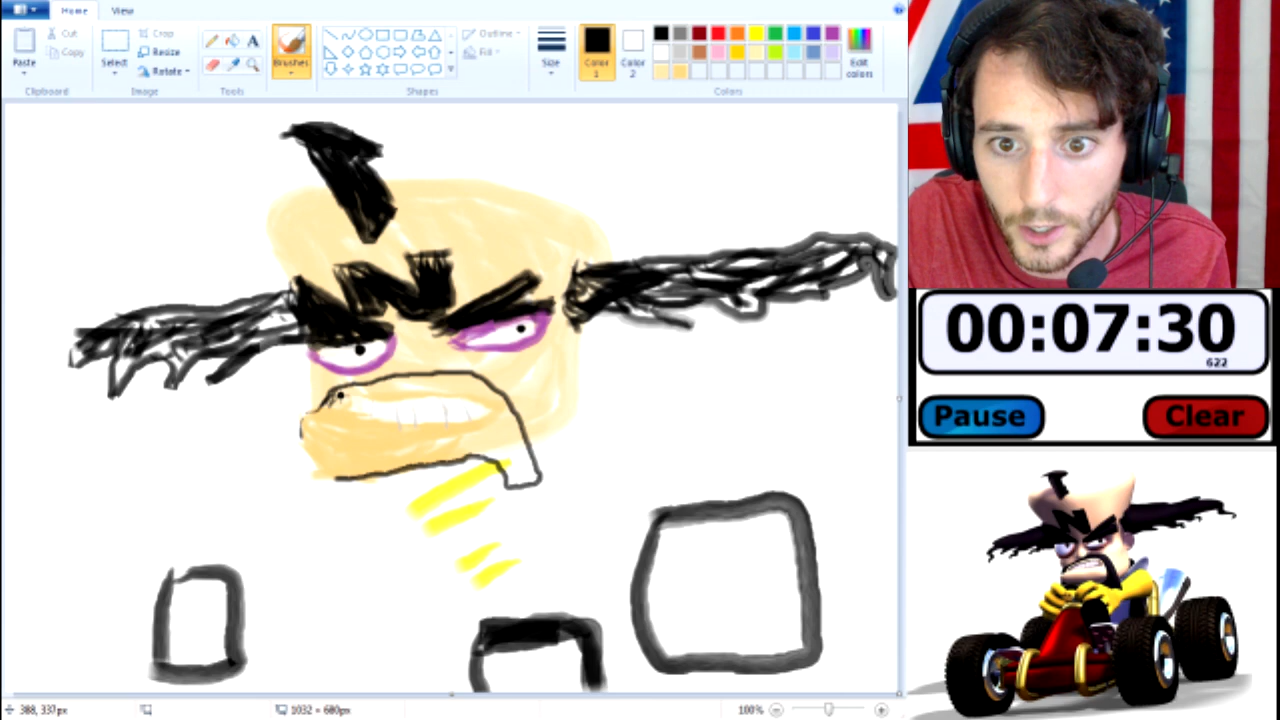 Home View
Cut
Copy
Paste
Clipboard
Crop
Resize
Rotate
Select
Image
A
Tools
Brushes
Outline
Fill
Shapes
Size
Color 1
Color 2
Edit colors
Colors
N
00:07:30
622
Pause Clear
388, 337px
1032 × 680px
100%